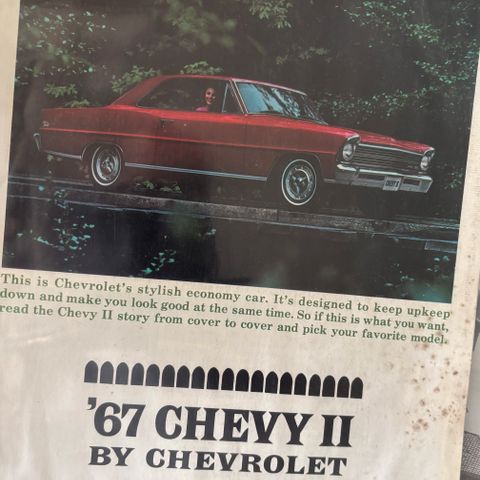 CHEVY II
This is Chevrolet's stylish economy car. It's designed to keep upkeep
down and make you look good at the same time. So if this is what you want,
read the Chevy II story from cover to cover and pick your favorite model.
'67 CHEVY II
BY CHEVROLET